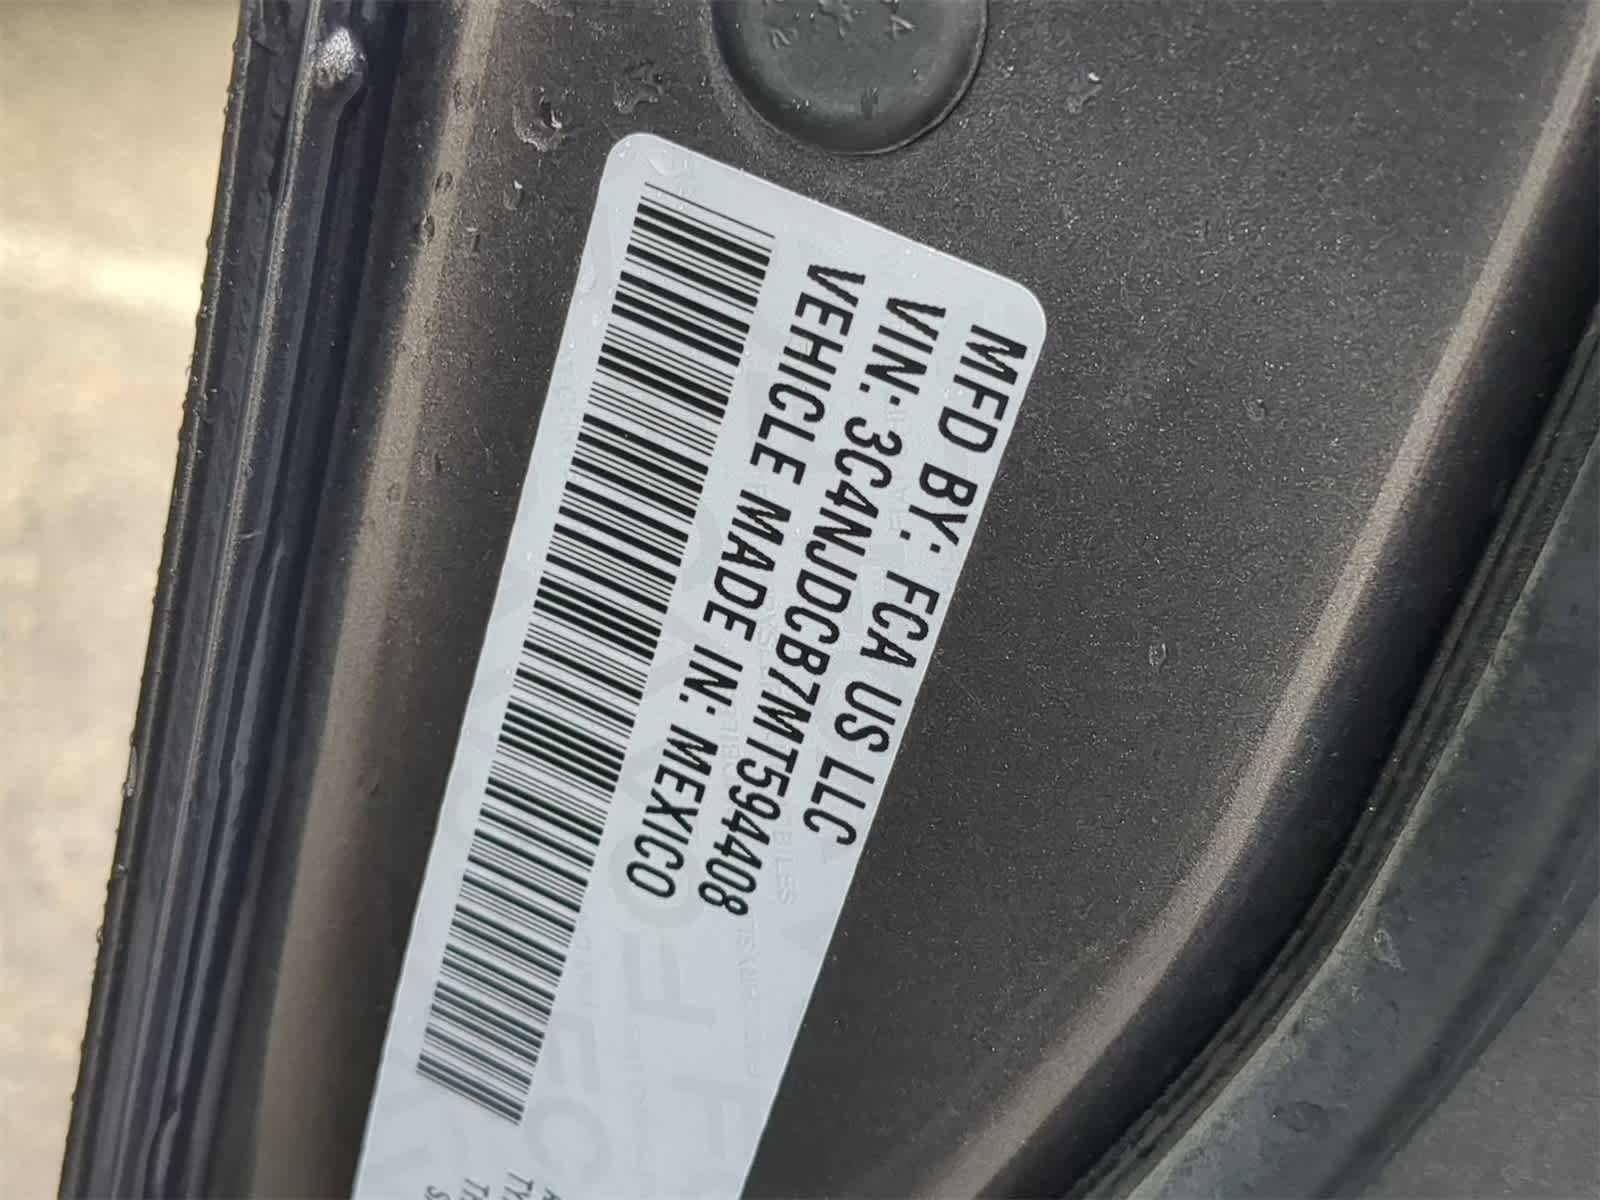 MFD BY: FCA US LLC
VIN: 3C4NJDCB7MT594408
VEHICLE MADE IN: MEXICO